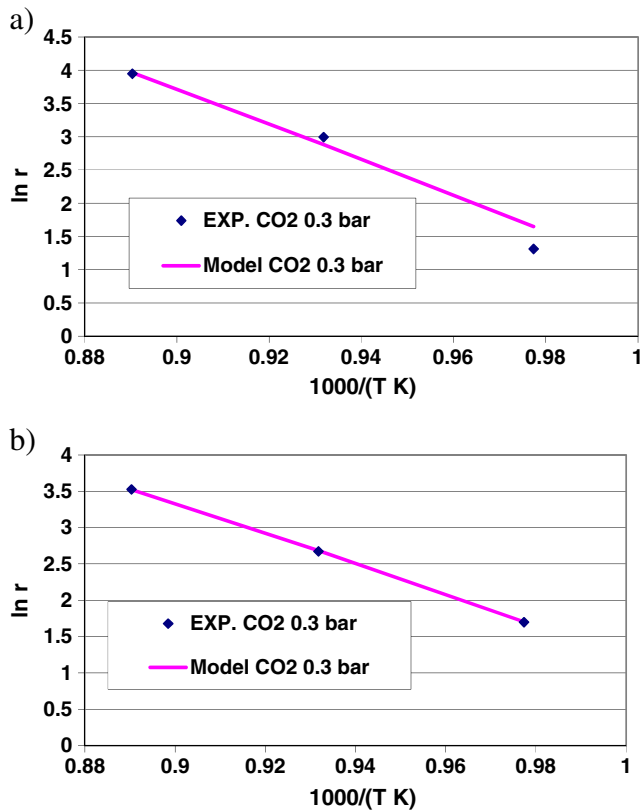 a)
4.5
4
3.5
3
2.5
2
1.5
1
0.5
0
ln r
EXP. CO2 0.3 bar
Model CO2 0.3 bar
0.88 0.9 0.92 0.94 0.96 0.98 1
1000/(T K)
b)
4
3.5
3
2.5
2
1.5
1
0.5
0
ln r
EXP. CO2 0.3 bar
Model CO2 0.3 bar
0.88 0.9 0.92 0.94 0.96 0.98 1
1000/(T K)